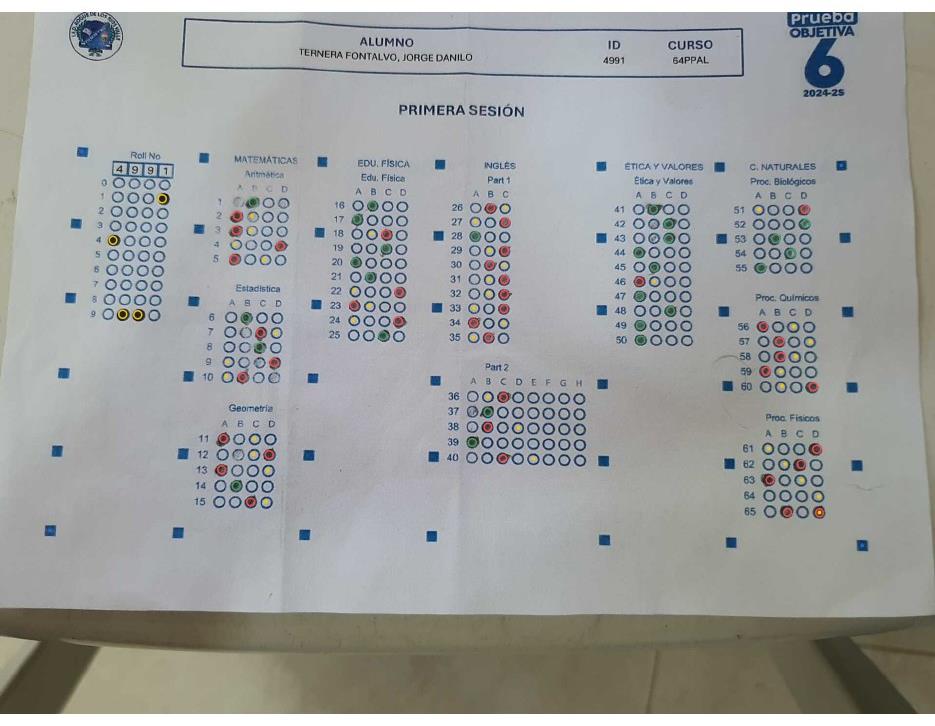 I.E.D. ROQUE DE LOS RIOS VALLE
Prueba
OBJETIVA
6
2024-25
ALUMNO ID CURSO
TERNERA FONTALVO, JORGE DANILO 4991 64PPAL
PRIMERA SESIÓN
Roll No
4 9 9 1
0
1
2
3
4
5
6
7
8
9
MATEMÁTICAS
Aritmética
A B C D
1
2
3
4
5
Estadística
A B C D
6
7
8
9
10
Geometría
A B C D
11
12
13
14
15
EDU. FÍSICA
Edu. Física
A B C D
16
17
18
19
20
21
22
23
24
25
INGLÉS
Part 1
A B C
26
27
28
29
30
31
32
33
34
35
Part 2
A B C D E F G H
36
37
38
39
40
ÉTICA Y VALORES
Ética y Valores
A B C D
41
42
43
44
45
46
47
48
49
50
C. NATURALES
Proc. Biológicos
A B C D
51
52
53
54
55
Proc. Químicos
A B C D
56
57
58
59
60
Proc. Físicos
A B C D
61
62
63
64
65